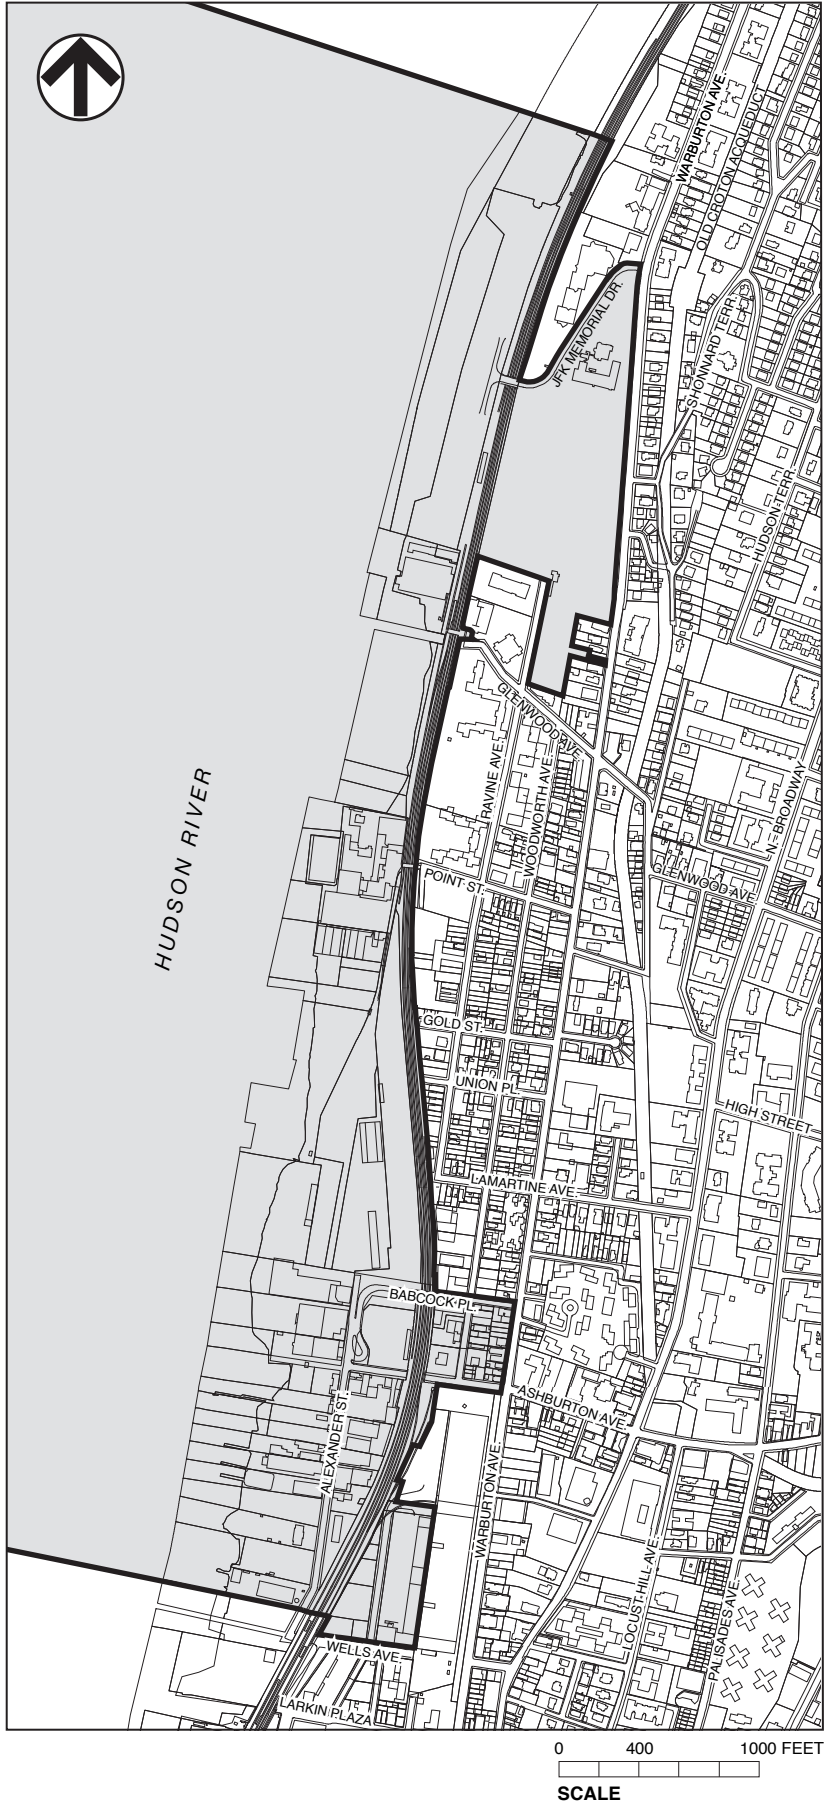 WARBURTON AVE.
OLD CROTON ACQUEDUCT
JFK MEMORIAL DR.
SHONNARD TERR.
HUDSON TERR.
GLENWOOD AVE.
RAVINE AVE.
WOODWORTH AVE.
N. BROADWAY
HUDSON RIVER
POINT ST.
GLENWOOD AVE
GOLD ST.
UNION PL.
HIGH STREET
LAMARTINE AVE.
BABCOCK PL.
ASHBURTON AVE.
ALEXANDER ST.
WARBURTON AVE.
LOCUST HILL AVE.
PALISADES AVE.
WELLS AVE
LARKIN PLAZA
0 400 1000 FEET
SCALE